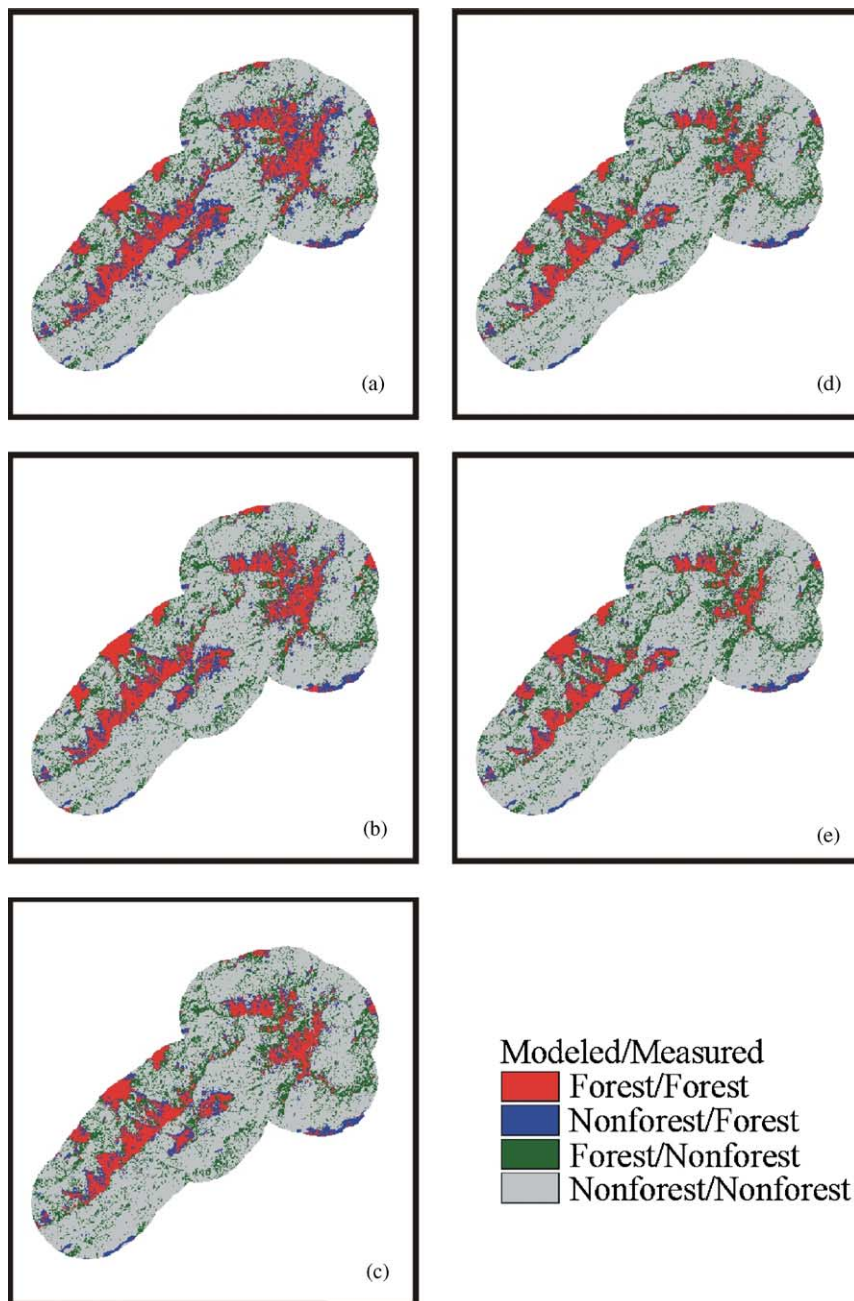 (a)
(d)
(b)
(e)
(c)
Modeled/Measured
Forest/Forest
Nonforest/Forest
Forest/Nonforest
Nonforest/Nonforest